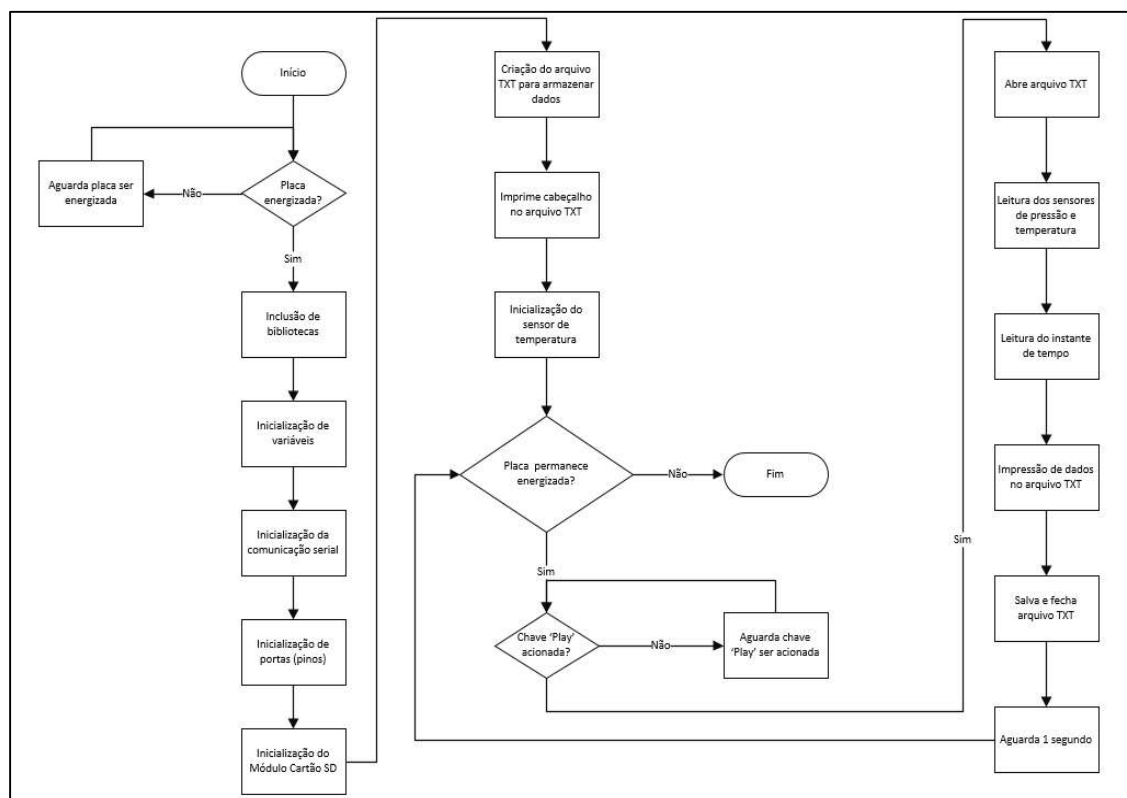 Início
Placa
energizada?
Não
Aguarda placa ser
energizada
Sim
Inclusão de
bibliotecas
Inicialização de
variáveis
Inicialização da
comunicação serial
Inicialização de
portas (pinos)
Inicialização do
Módulo Cartão SD
Criação do arquivo
TXT para armazenar
dados
Imprime cabeçalho
no arquivo TXT
Inicialização do
sensor de
temperatura
Placa permanece
energizada?
Não
Fim
Sim
Chave ‘Play’
acionada?
Não
Aguarda chave
‘Play’ ser acionada
Sim
Abre arquivo TXT
Leitura dos sensores
de pressão e
temperatura
Leitura do instante
de tempo
Impressão de dados
no arquivo TXT
Salva e fecha
arquivo TXT
Aguarda 1 segundo